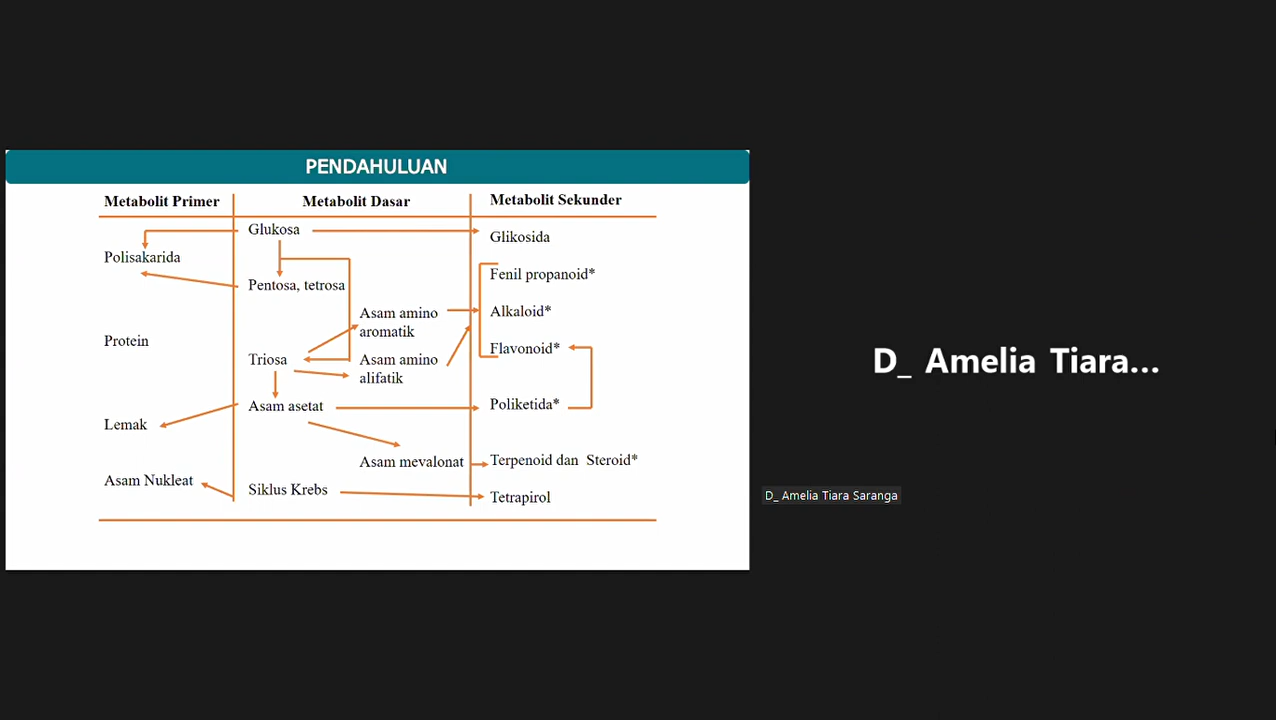 PENDAHULUAN
Metabolit Primer
Metabolit Dasar
Metabolit Sekunder
Glukosa
Glikosida
Polisakarida
Fenil propanoid*
Pentosa, tetrosa
Asam amino
aromatik
Alkaloid*
Protein
Triosa
Asam amino
alifatik
Flavonoid*
Asam asetat
Poliketida*
Lemak
Asam mevalonat
Terpenoid dan Steroid*
Asam Nukleat
Siklus Krebs
Tetrapirol
D_ Amelia Tiara...
D_ Amelia Tiara Saranga